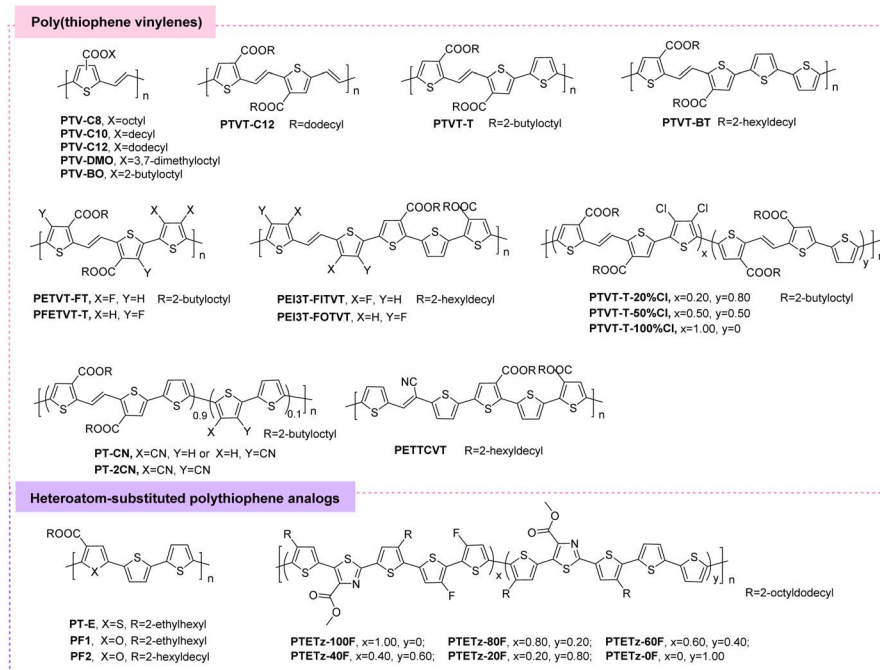 Poly(thiophene vinylenes)
COOX
S
n
PTV-C8, X=octyl
PTV-C10, X=decyl
PTV-C12, X=dodecyl
PTV-DMO, X=3,7-dimethyloctyl
PTV-BO, X=2-butyloctyl
COOR
S
S
ROOC
n
PTVT-C12 R=dodecyl
COOR
S
S
S
ROOC
n
PTVT-T R=2-butyloctyl
COOR
S
S
S
S
ROOC
n
PTVT-BT R=2-hexyldecyl
Y
COOR
X
X
S
S
S
ROOC
Y
n
PETVT-FT, X=F, Y=H R=2-butyloctyl
PFETVT-T, X=H, Y=F
Y
X
COOR
ROOC
S
S
S
S
S
X
Y
n
PEI3T-FITVT, X=F, Y=H R=2-hexyldecyl
PEI3T-FOTVT, X=H, Y=F
COOR
Cl
Cl
ROOC
S
S
S
x
S
S
S
y
n
ROOC
COOR
PTVT-T-20%Cl, x=0.20, y=0.80 R=2-butyloctyl
PTVT-T-50%Cl, x=0.50, y=0.50
PTVT-T-100%Cl, x=1.00, y=0
COOR
S
S
S
0.9
S
S
0.1
n
ROOC
X
Y
R=2-butyloctyl
PT-CN, X=CN, Y=H or X=H, Y=CN
PT-2CN, X=CN, Y=CN
NC
COOR
ROOC
S
S
S
S
S
n
PETTCVT R=2-hexyldecyl
Heteroatom-substituted polythiophene analogs
ROOC
X
S
S
n
PT-E, X=S, R=2-ethylhexyl
PF1, X=O, R=2-ethylhexyl
PF2, X=O, R=2-hexyldecyl
R
R
F
S
S
N
S
S
S
x
O
O
F
O
O
N
S
S
S
S
S
R
R
y
n
R=2-octyldodecyl
PTETz-100F, x=1.00, y=0; PTETz-80F, x=0.80, y=0.20; PTETz-60F, x=0.60, y=0.40;
PTETz-40F, x=0.40, y=0.60; PTETz-20F, x=0.20, y=0.80; PTETz-0F, x=0, y=1.00